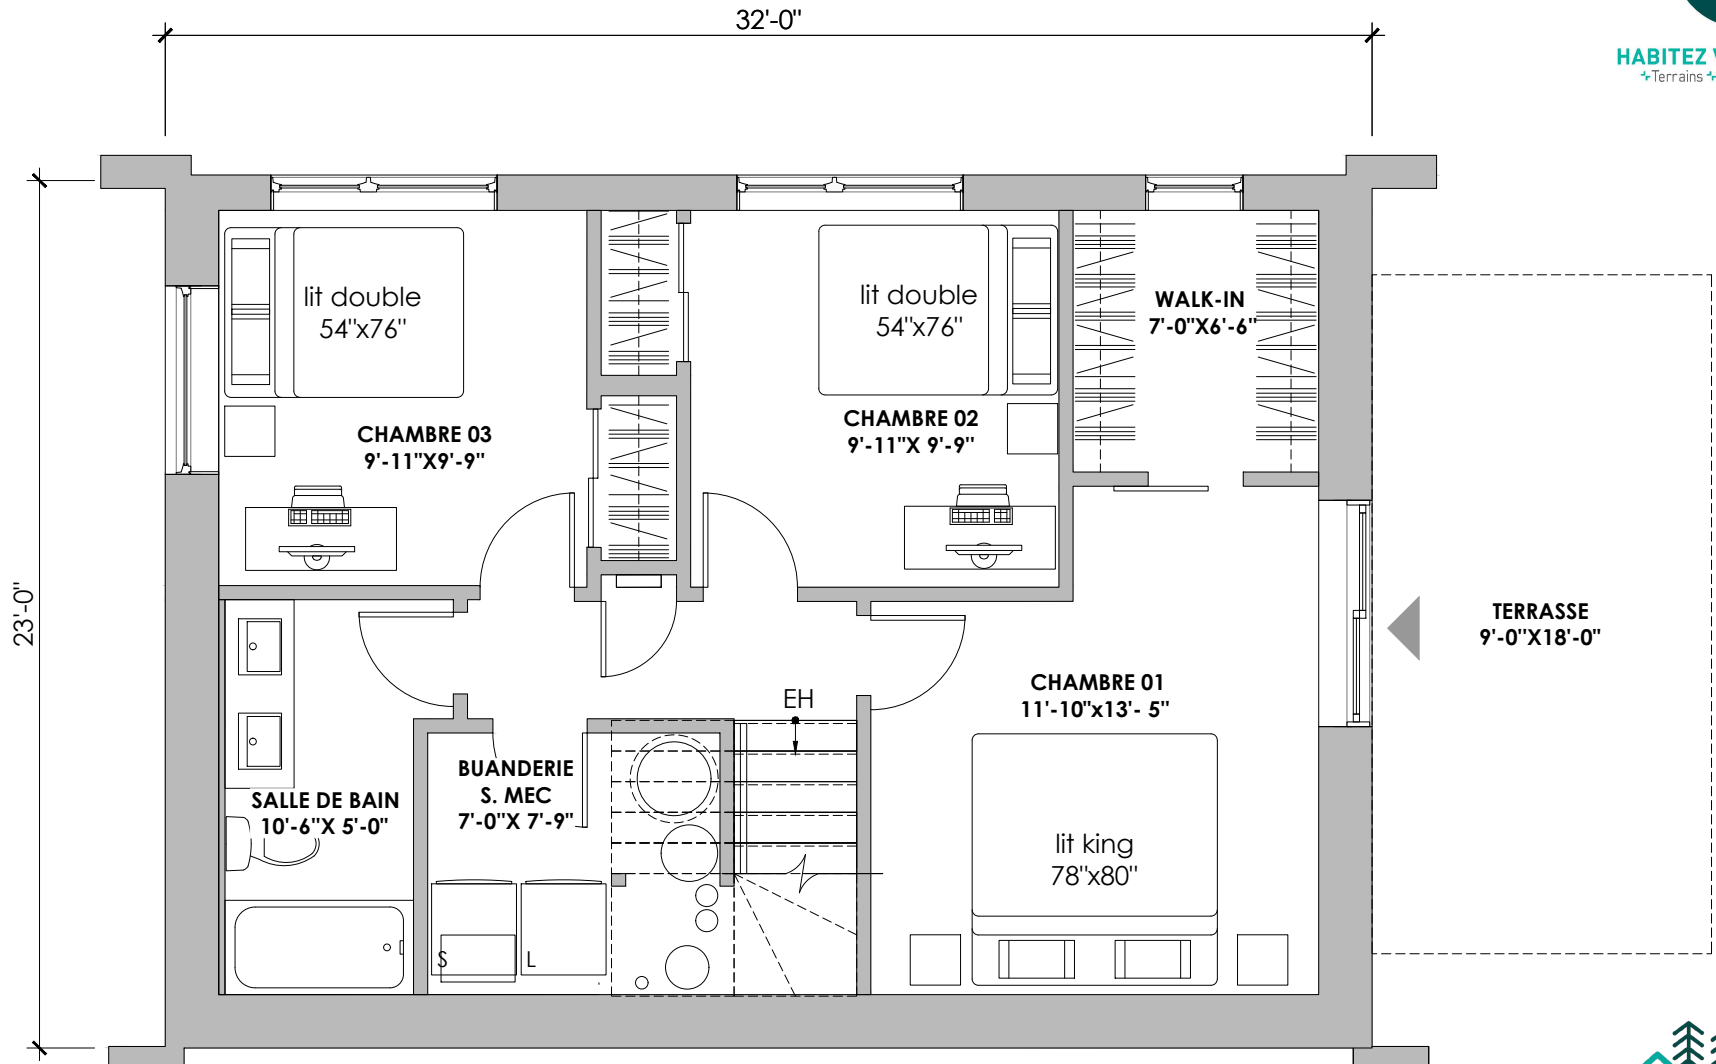 32'-0"
HABITEZ
Terrains
lit double
54"x76"
lit double
54"x76"
WALK-IN
7'-0"X6'-6"
CHAMBRE 03
9'-11"X9'-9"
CHAMBRE 02
9'-11"X 9'-9"
23'-0"
TERRASSE
9'-0"X18'-0"
CHAMBRE 01
11'-10"x13'- 5"
EH
BUANDERIE
S. MEC
7'-0"X 7'-9"
SALLE DE BAIN
10'-6"X 5'-0"
lit king
78"x80"
S
L